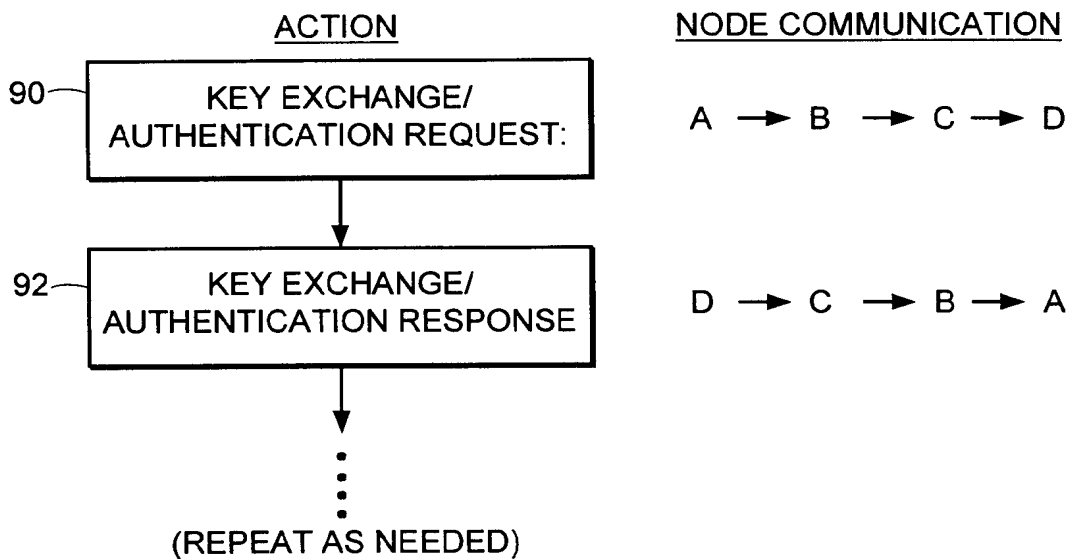 ACTION
NODE COMMUNICATION
90
KEY EXCHANGE/
AUTHENTICATION REQUEST:
A → B → C → D
92
KEY EXCHANGE/
AUTHENTICATION RESPONSE
D → C → B → A
(REPEAT AS NEEDED)